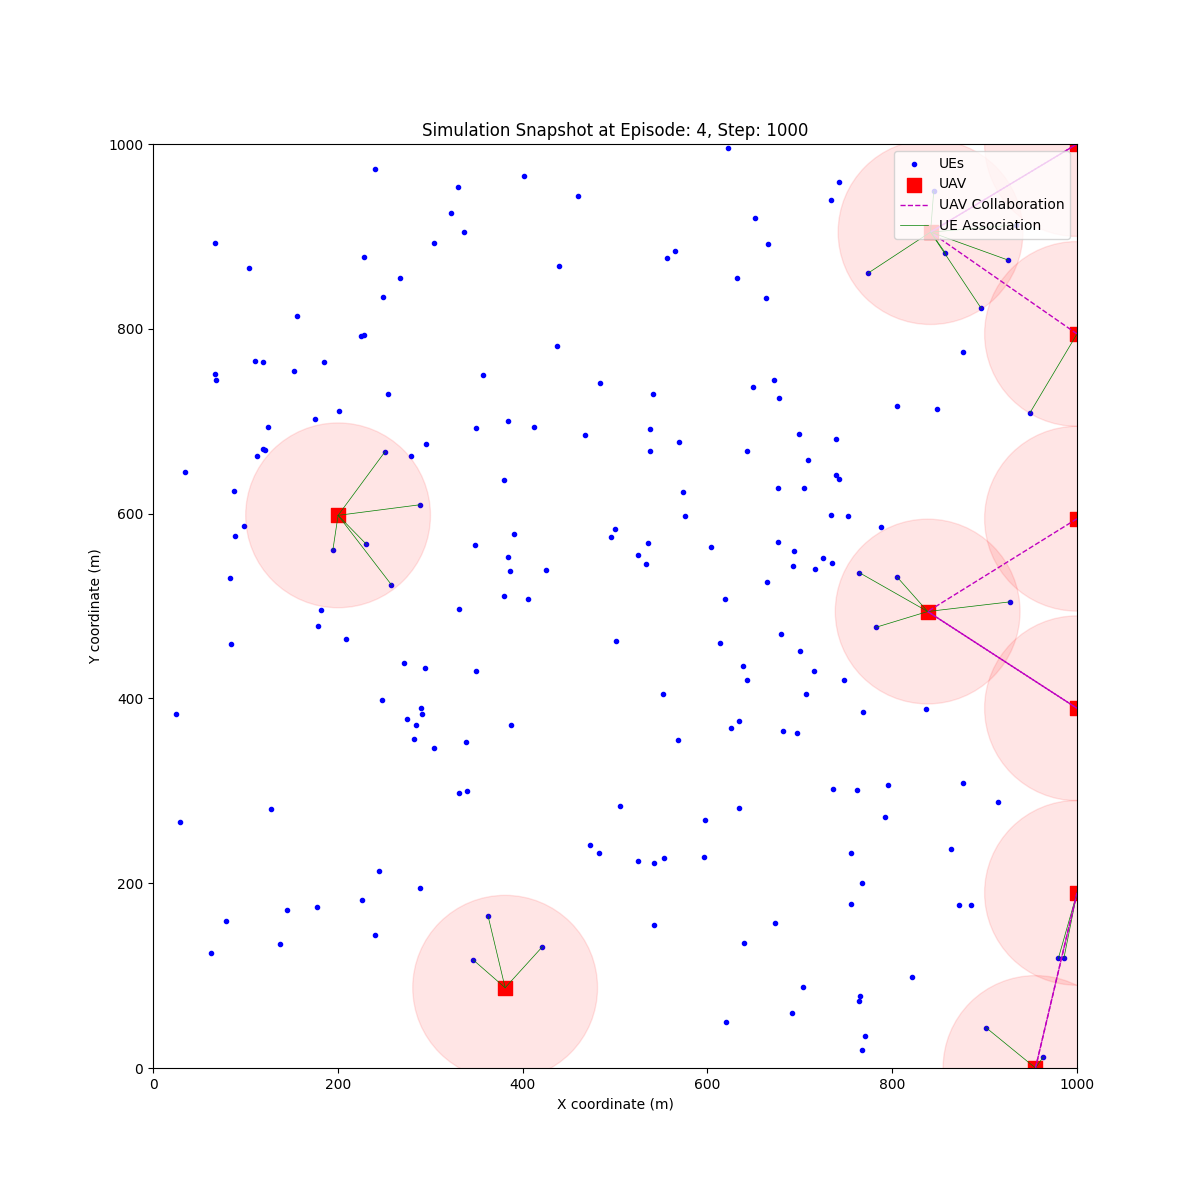 Simulation Snapshot at Episode: 4, Step: 1000
UEs
UAV
UAV Collaboration
UE Association
Y coordinate (m)
1000
800
600
400
200
0
0 200 400 600 800 1000
X coordinate (m)